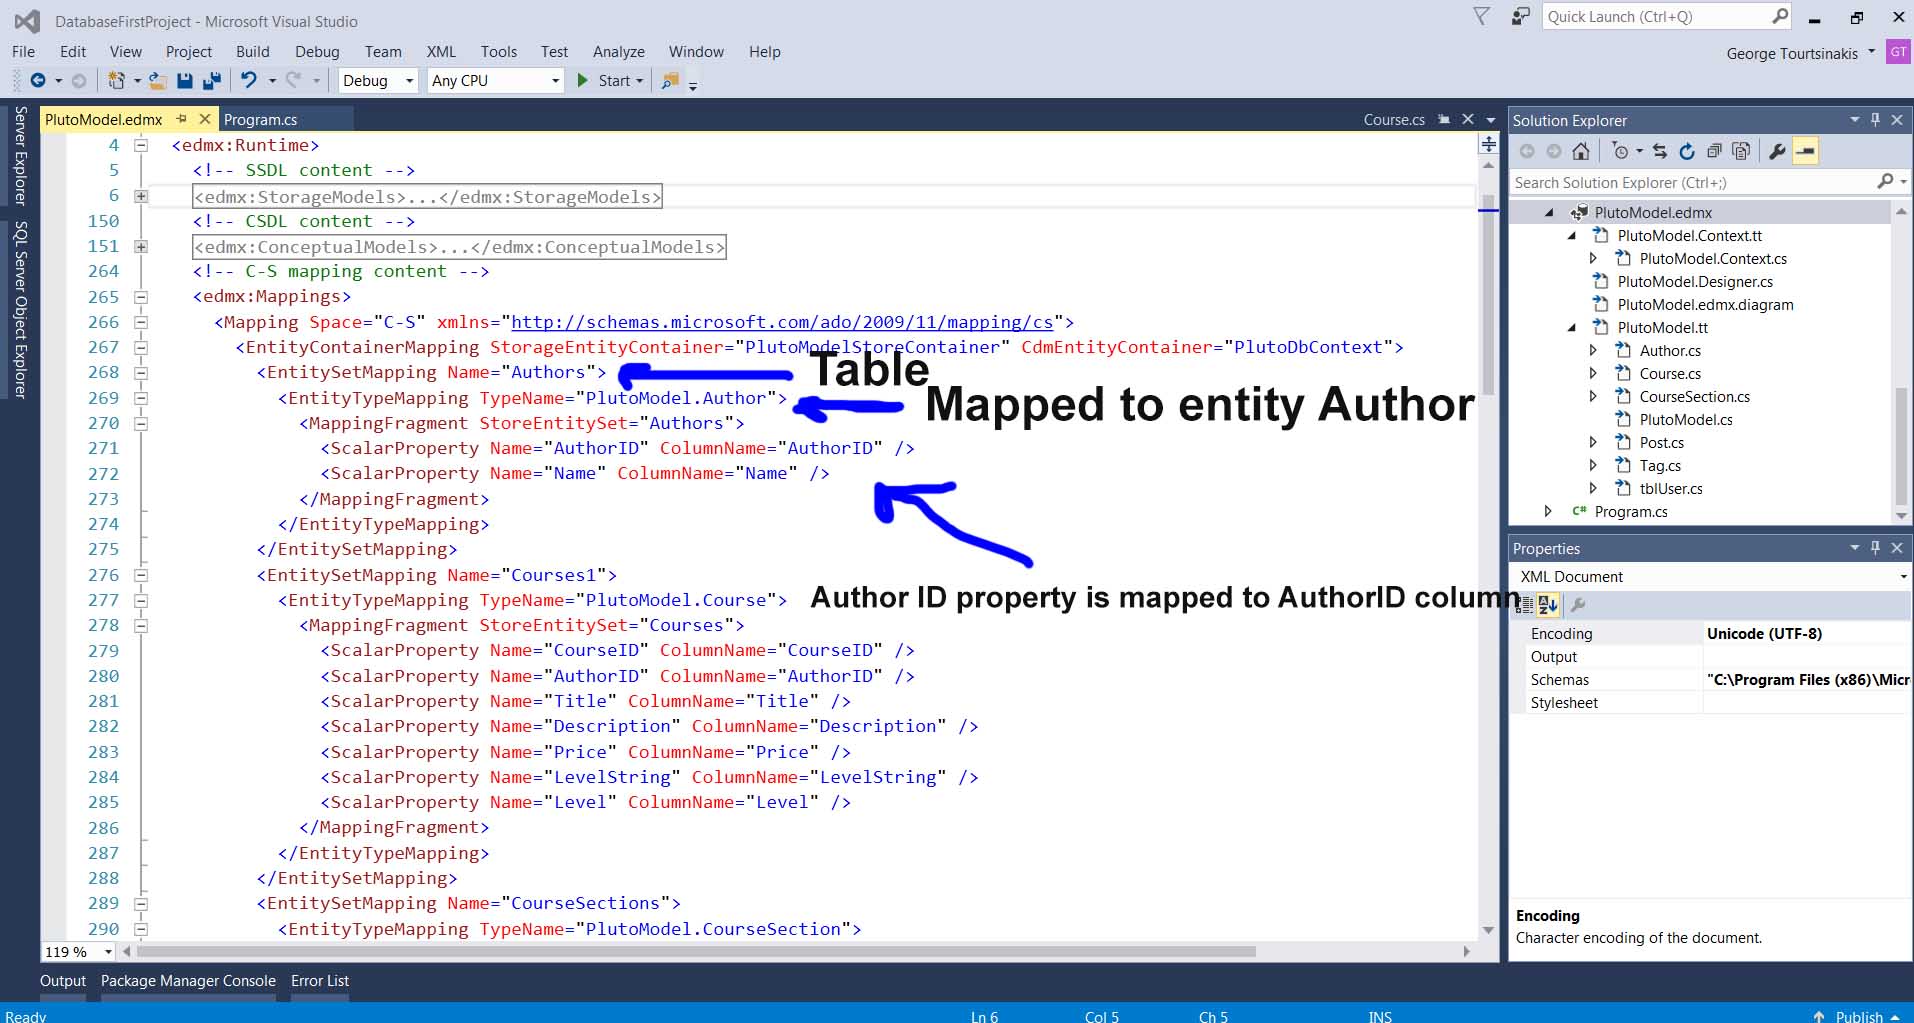 DatabaseFirstProject - Microsoft Visual Studio
Quick Launch (Ctrl+Q)
File Edit View Project Build Debug Team XML Tools Test Analyze Window Help
George Tourtsinakis GT
Debug Any CPU Start
Server Explorer
SQL Server Object Explorer
PlutoModel.edmx Program.cs Course.cs
4 <edmx:Runtime>
5 <!-- SSDL content -->
6 <edmx:StorageModels>...</edmx:StorageModels>
150 <!-- CSDL content -->
151 <edmx:ConceptualModels>...</edmx:ConceptualModels>
264 <!-- C-S mapping content -->
265 <edmx:Mappings>
266 <Mapping Space="C-S" xmlns="http://schemas.microsoft.com/ado/2009/11/mapping/cs">
267 <EntityContainerMapping StorageEntityContainer="PlutoModelStoreContainer" CdmEntityContainer="PlutoDbContext">
268 <EntitySetMapping Name="Authors">
Table
269 <EntityTypeMapping TypeName="PlutoModel.Author">
Mapped to entity Author
270 <MappingFragment StoreEntitySet="Authors">
271 <ScalarProperty Name="AuthorID" ColumnName="AuthorID" />
272 <ScalarProperty Name="Name" ColumnName="Name" />
273 </MappingFragment>
274 </EntityTypeMapping>
275 </EntitySetMapping>
276 <EntitySetMapping Name="Courses1">
277 <EntityTypeMapping TypeName="PlutoModel.Course">
Author ID property is mapped to AuthorID column
278 <MappingFragment StoreEntitySet="Courses">
279 <ScalarProperty Name="CourseID" ColumnName="CourseID" />
280 <ScalarProperty Name="AuthorID" ColumnName="AuthorID" />
281 <ScalarProperty Name="Title" ColumnName="Title" />
282 <ScalarProperty Name="Description" ColumnName="Description" />
283 <ScalarProperty Name="Price" ColumnName="Price" />
284 <ScalarProperty Name="LevelString" ColumnName="LevelString" />
285 <ScalarProperty Name="Level" ColumnName="Level" />
286 </MappingFragment>
287 </EntityTypeMapping>
288 </EntitySetMapping>
289 <EntitySetMapping Name="CourseSections">
290 <EntityTypeMapping TypeName="PlutoModel.CourseSection">
119 %
Solution Explorer
Search Solution Explorer (Ctrl+;)
PlutoModel.edmx
PlutoModel.Context.tt
PlutoModel.Context.cs
PlutoModel.Designer.cs
PlutoModel.edmx.diagram
PlutoModel.tt
Author.cs
Course.cs
CourseSection.cs
PlutoModel.cs
Post.cs
Tag.cs
tblUser.cs
C# Program.cs
Properties
XML Document
Encoding Unicode (UTF-8)
Output
Schemas "C:\Program Files (x86)\Micr
Stylesheet
Encoding
Character encoding of the document.
Output Package Manager Console Error List
Ready Ln 6 Col 5 Ch 5 INS Publish